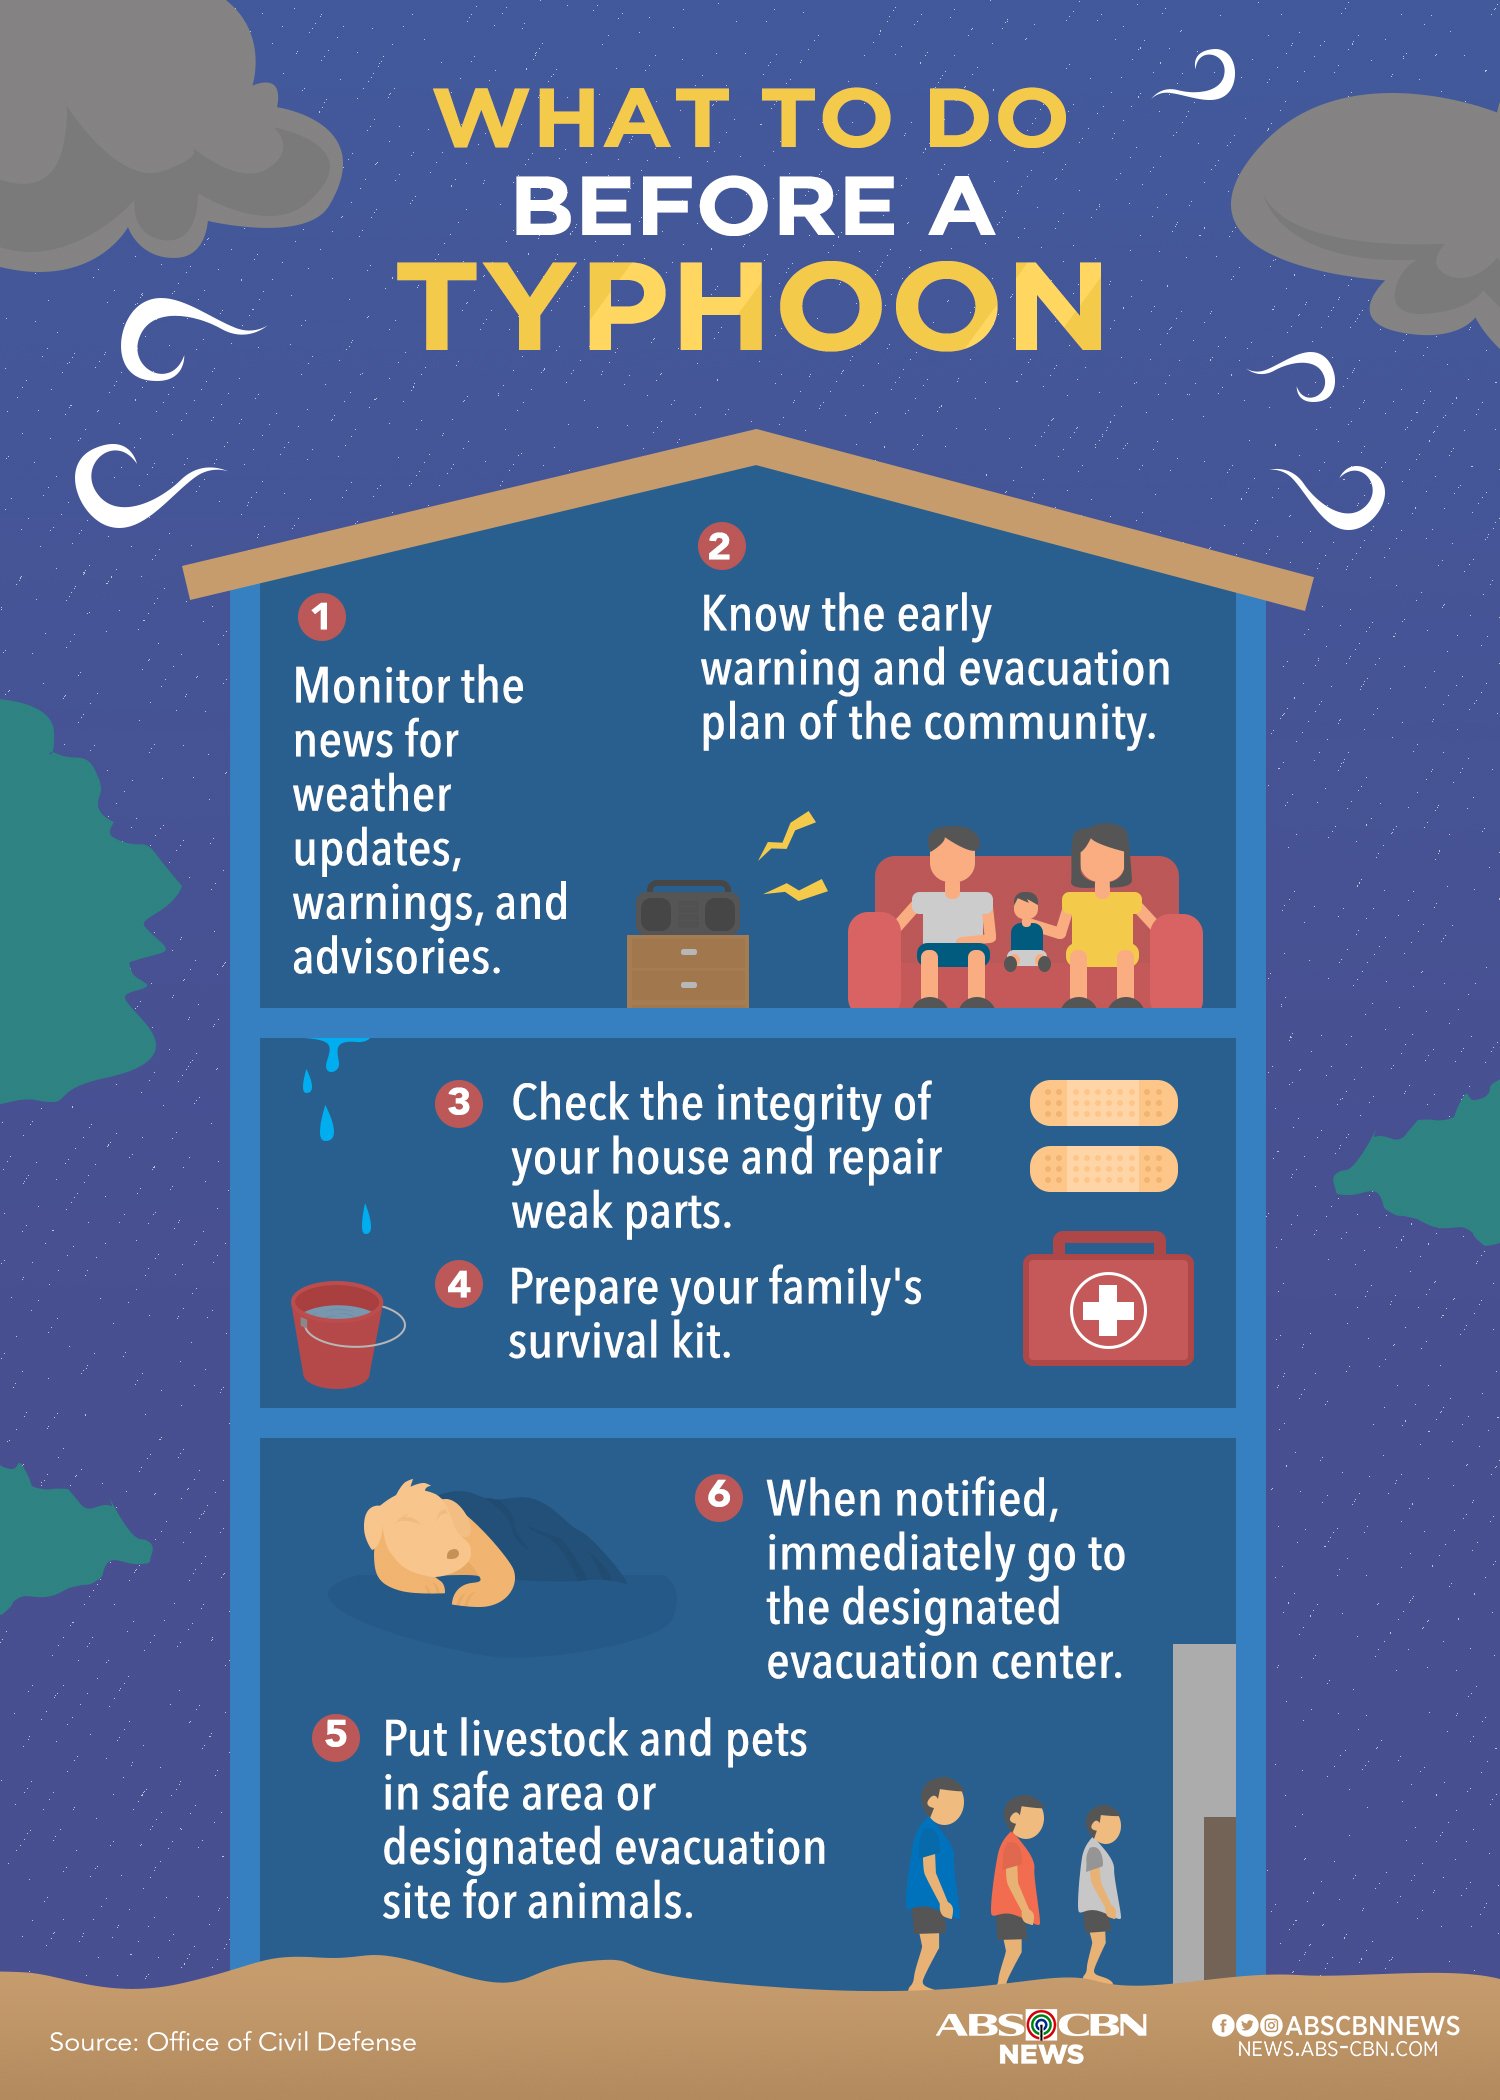 WHAT TO DO
BEFORE A
TYPHOON
1
Monitor the
news for
weather
updates,
warnings, and
advisories.
2
Know the early
warning and evacuation
plan of the community.
3
Check the integrity of
your house and repair
weak parts.
4
Prepare your family's
survival kit.
5
Put livestock and pets
in safe area or
designated evacuation
site for animals.
6
When notified,
immediately go to
the designated
evacuation center.
Source: Office of Civil Defense
ABS CBN
NEWS
ABSCBNNEWS
NEWS.ABS-CBN.COM